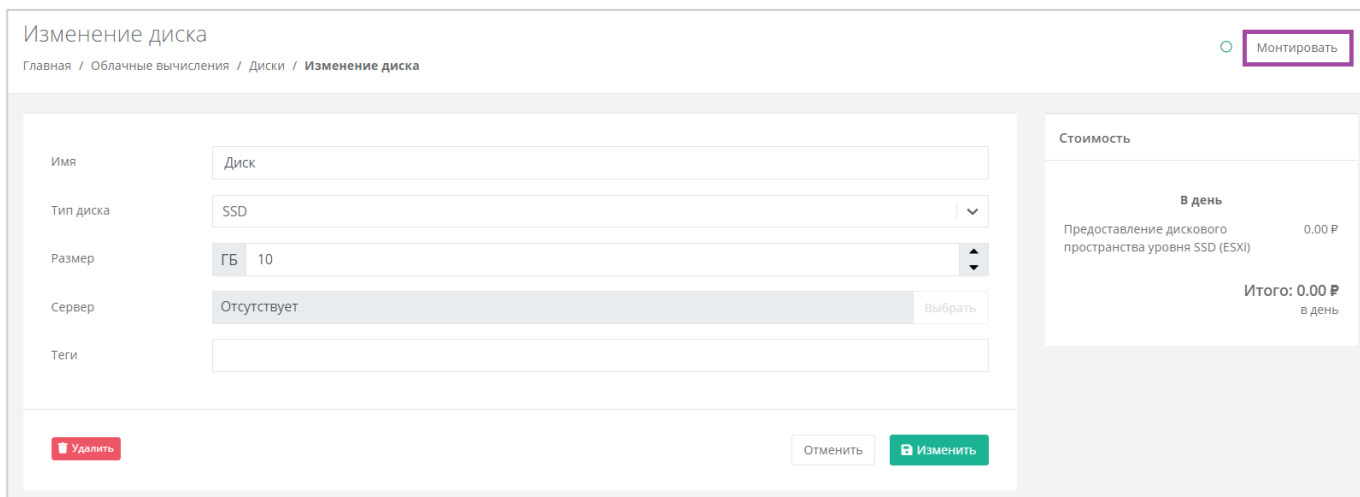 Изменение диска
Главная / Облачные вычисления / Диски / Изменение диска
Монтировать
Имя
Диск
Тип диска
SSD
Размер
ГБ 10
Сервер
Отсутствует
Выбрать
Теги
Удалить
Отменить
Изменить
Стоимость
В день
Предоставление дискового 0.00 ₽
пространства уровня SSD (ESXi)
Итого: 0.00 ₽
в день